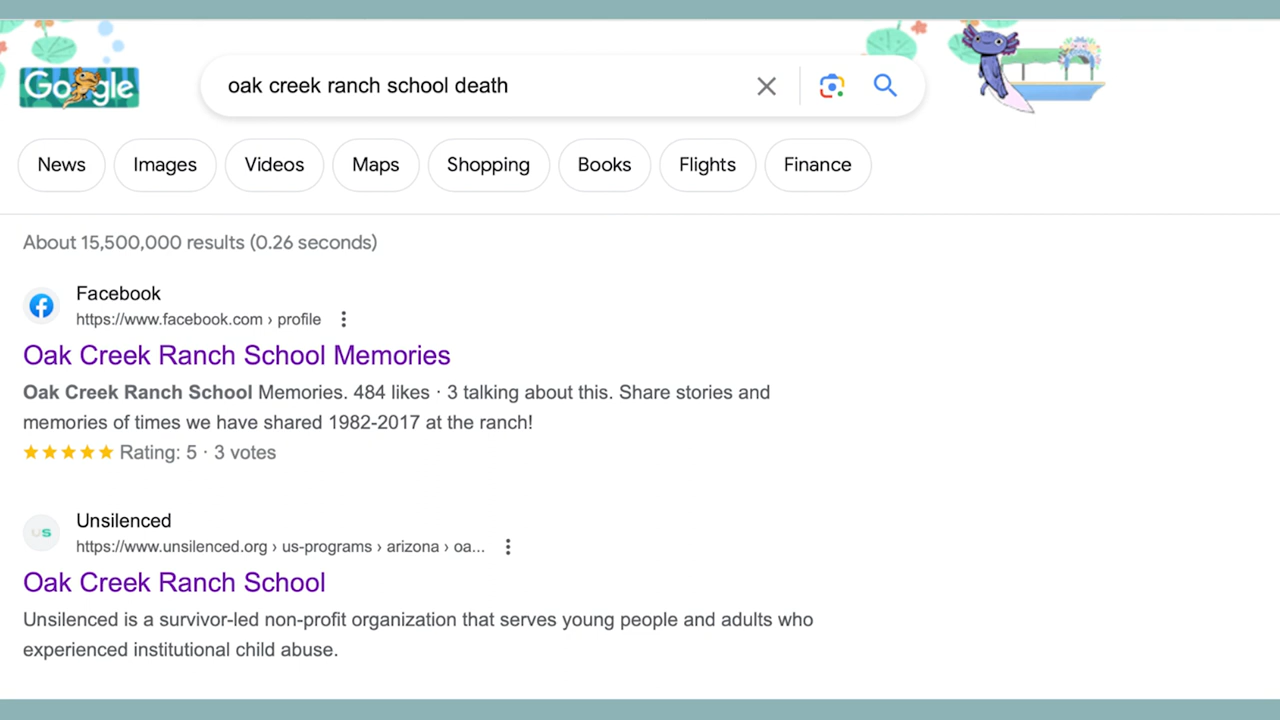 Google
oak creek ranch school death
News Images Videos Maps Shopping Books Flights Finance
About 15,500,000 results (0.26 seconds)
Facebook
https://www.facebook.com › profile
Oak Creek Ranch School Memories
Oak Creek Ranch School Memories. 484 likes · 3 talking about this. Share stories and
memories of times we have shared 1982-2017 at the ranch!
Rating: 5 · 3 votes
us
Unsilenced
https://www.unsilenced.org › us-programs › arizona › oa...
Oak Creek Ranch School
Unsilenced is a survivor-led non-profit organization that serves young people and adults who
experienced institutional child abuse.